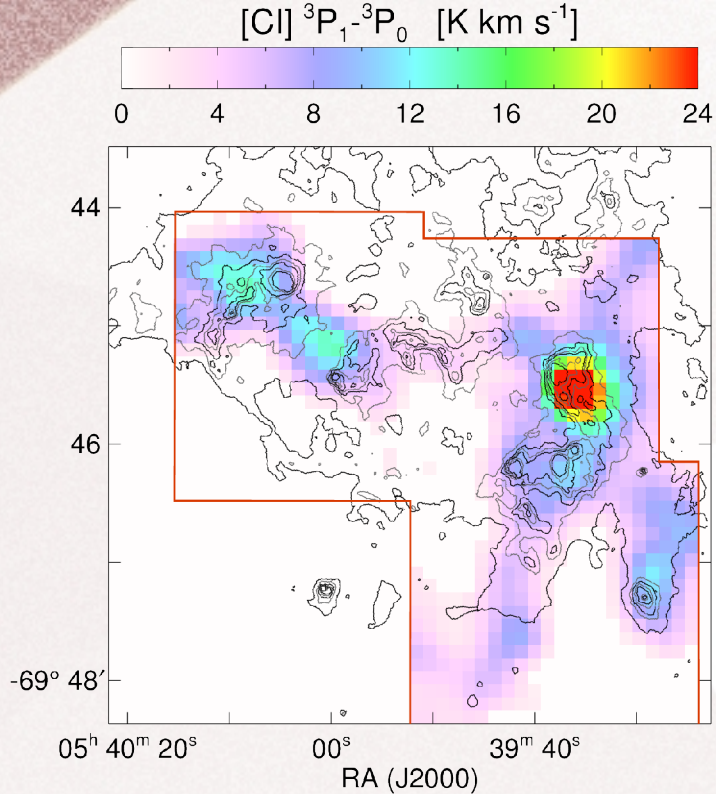 [CI] ³P₁-³P₀ [K km s⁻¹]
0 4 8 12 16 20 24
44
46
-69° 48′
05ʰ 40ᵐ 20ˢ 00ˢ 39ᵐ 40ˢ
RA (J2000)